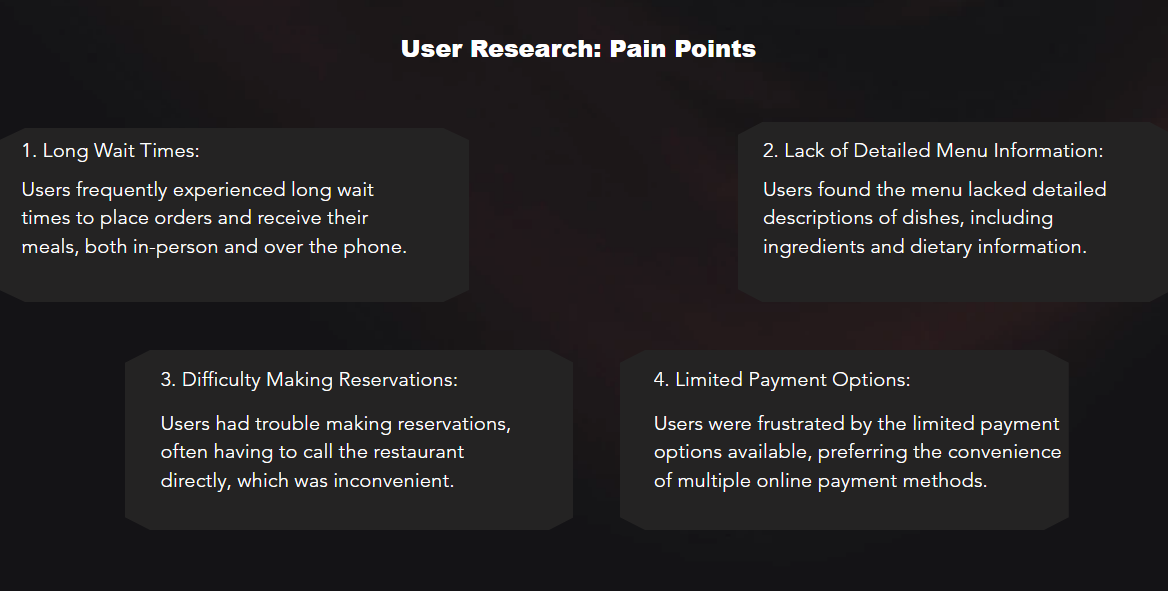 User Research: Pain Points
1. Long Wait Times:
Users frequently experienced long wait
times to place orders and receive their
meals, both in-person and over the phone.
2. Lack of Detailed Menu Information:
Users found the menu lacked detailed
descriptions of dishes, including
ingredients and dietary information.
3. Difficulty Making Reservations:
Users had trouble making reservations,
often having to call the restaurant
directly, which was inconvenient.
4. Limited Payment Options:
Users were frustrated by the limited payment
options available, preferring the convenience
of multiple online payment methods.